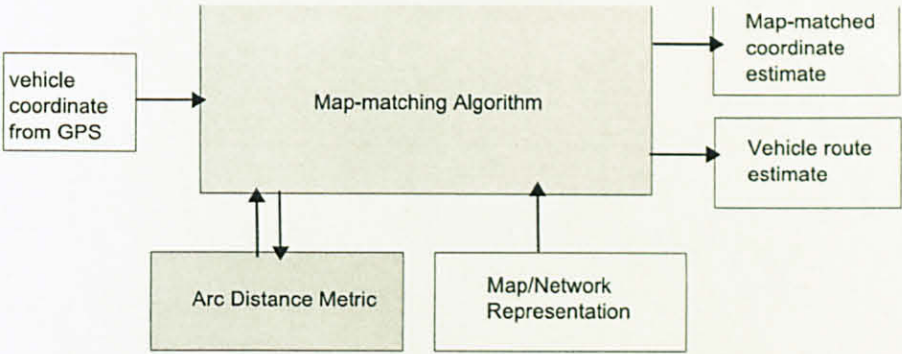 Map-matched
coordinate
estimate
vehicle
coordinate
from GPS
Map-matching Algorithm
Vehicle route
estimate
Arc Distance Metric
Map/Network
Representation